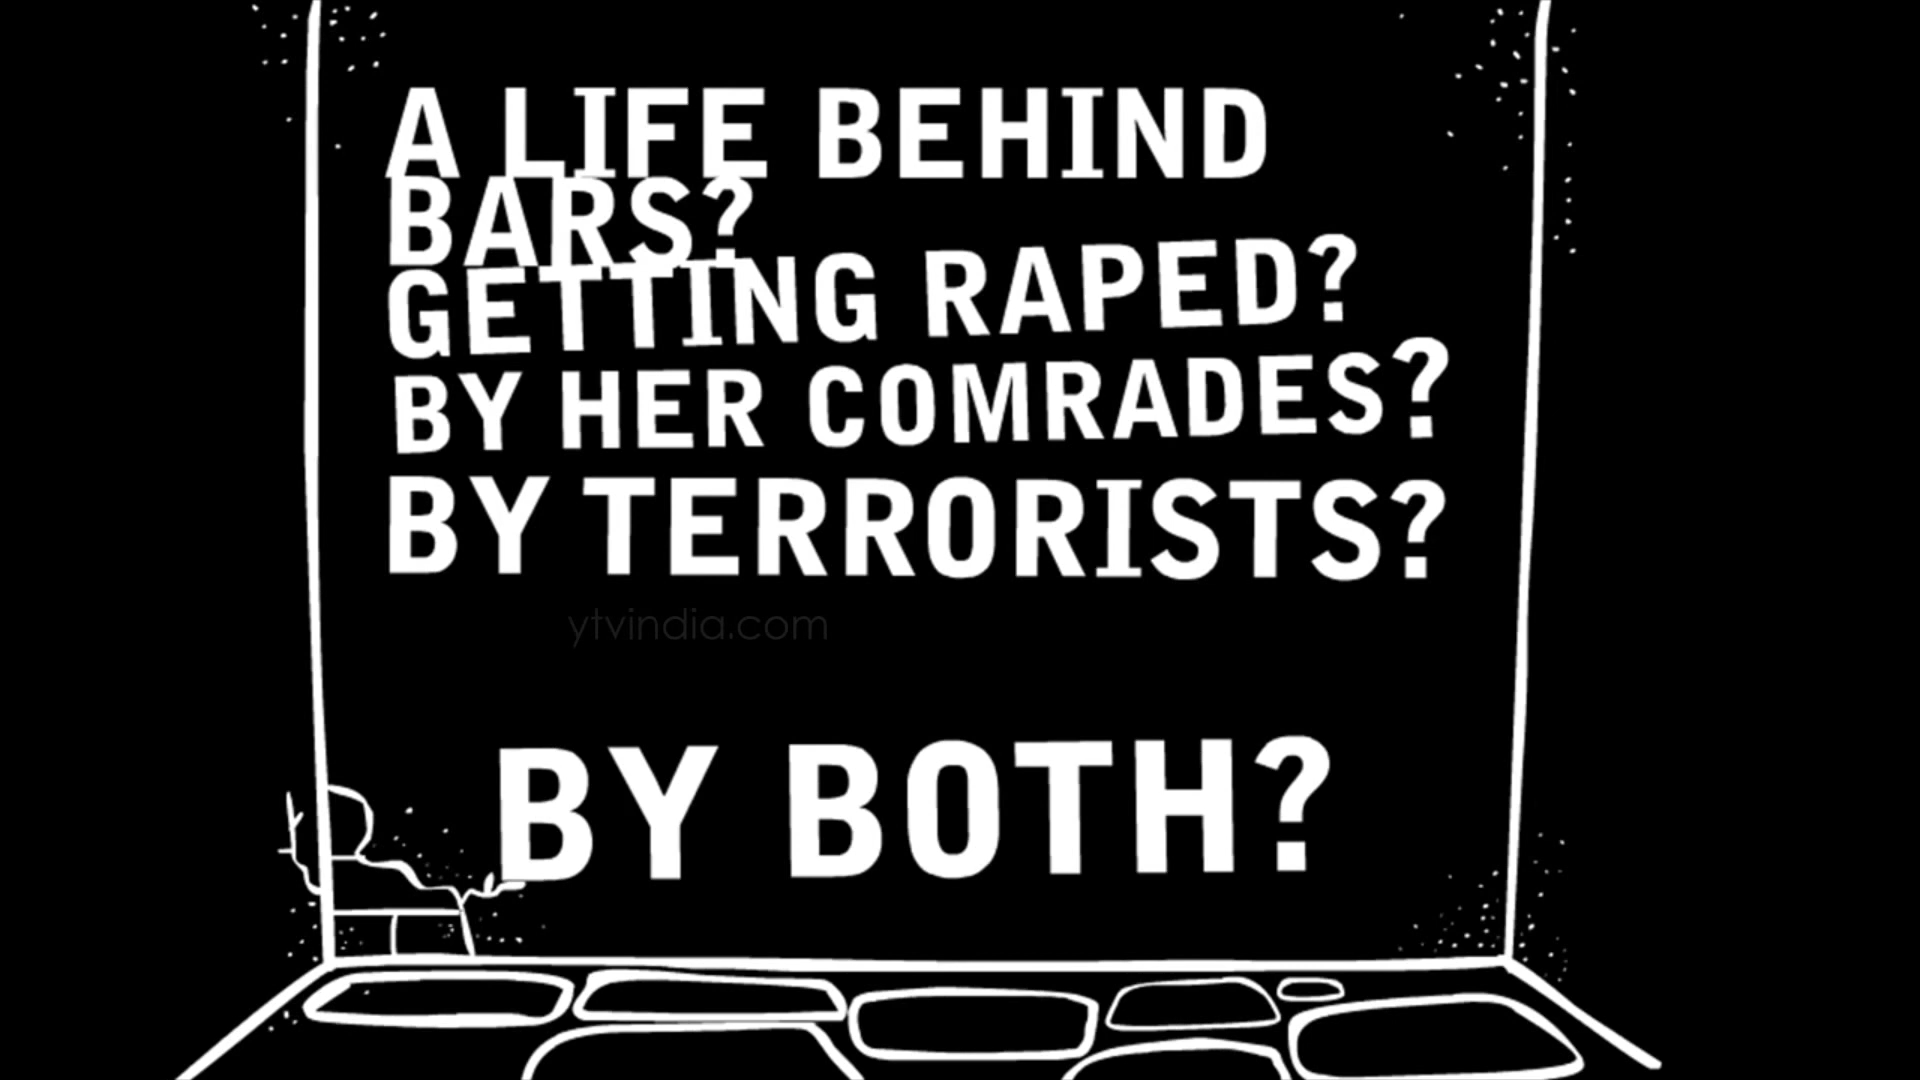 A LIFE BEHIND
BARS?
GETTING RAPED?
BY HER COMRADES?
BY TERRORISTS?
ytvindia.com
BY BOTH?